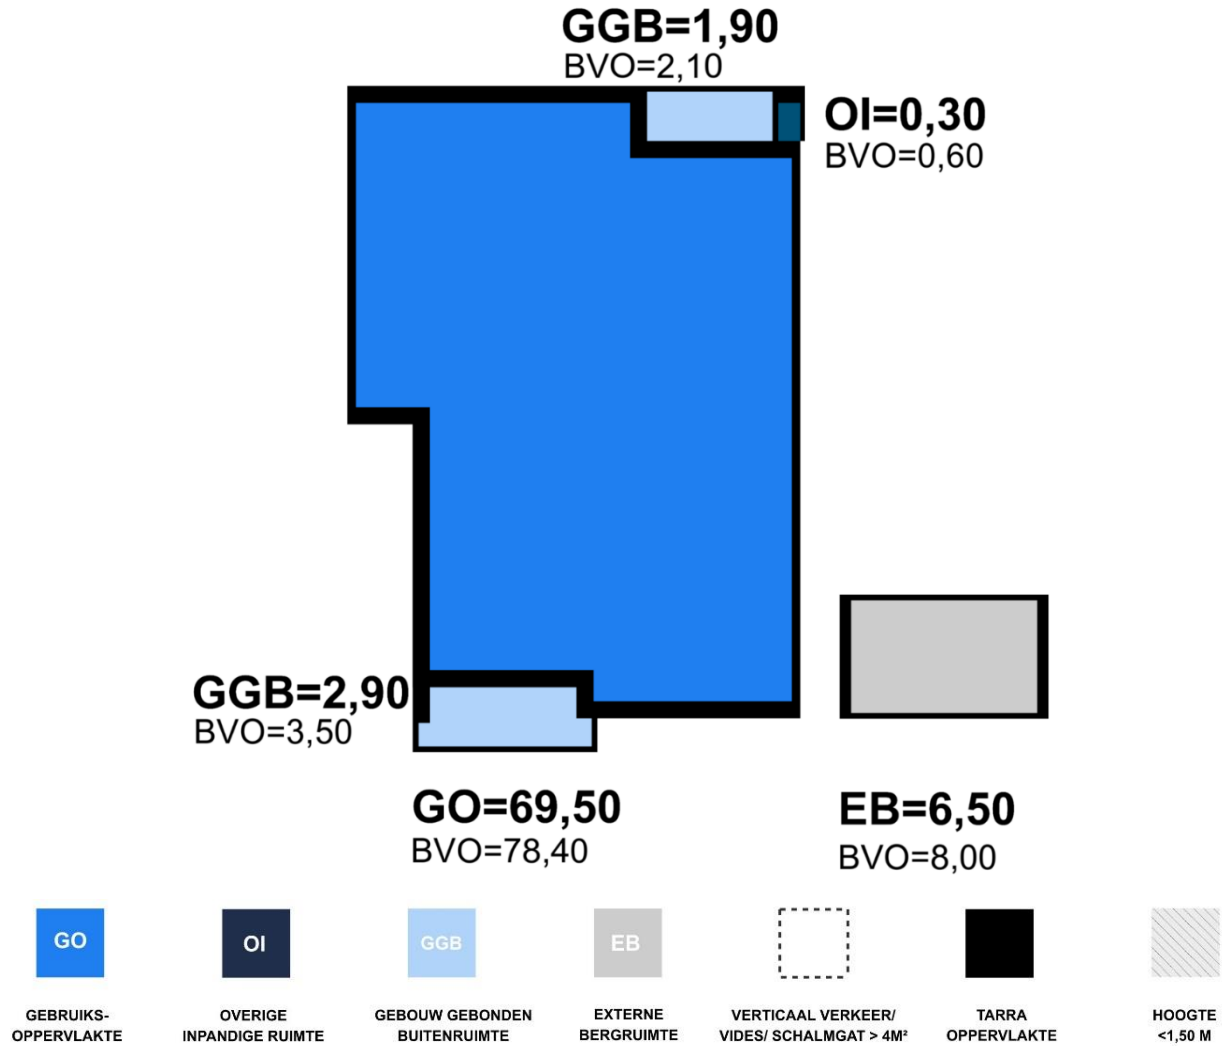 GGB=1,90
BVO=2,10
OI=0,30
BVO=0,60
GGB=2,90
BVO=3,50
GO=69,50
BVO=78,40
EB=6,50
BVO=8,00
GO
OI
GGB
EB
GEBRUIKS-
OPPERVLAKTE
OVERIGE
INPANDIGE RUIMTE
GEBOUW GEBONDEN
BUITENRUIMTE
EXTERNE
BERGRUIMTE
VERTICAAL VERKEER/
VIDES/ SCHALMGAT > 4M²
TARRA
OPPERVLAKTE
HOOGTE
<1,50 M